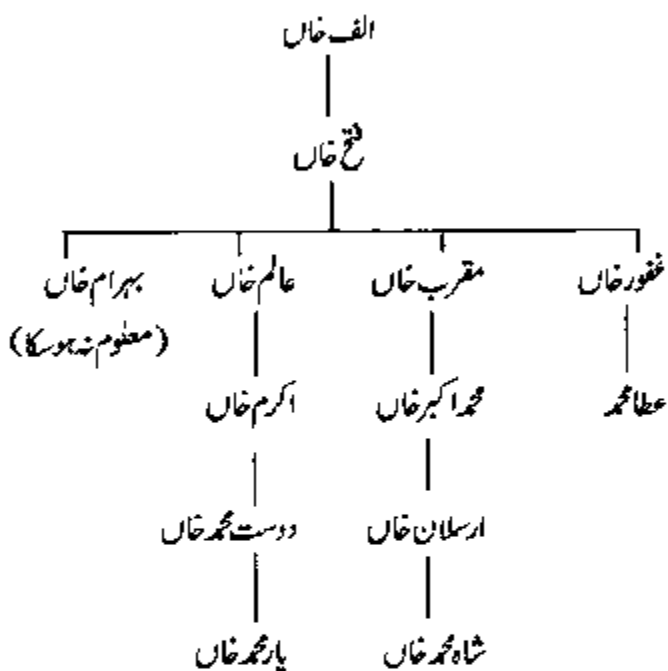 الف خاں
فتح خاں
غفور خاں مقرب خاں عالم خاں بہرام خاں
(معلوم نہ ہوسکا)
عطا محمد محمد اکبر خاں اکرم خاں
ارسلان خاں دوست محمد خاں
شاہ محمد خاں یار محمد خاں